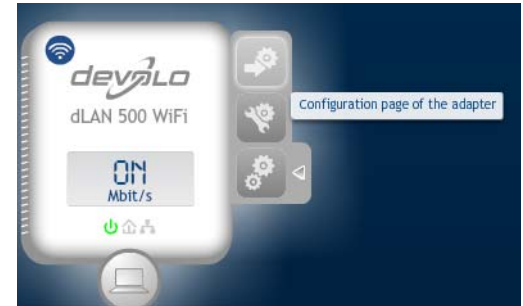 devolo
dLAN 500 WiFi
Configuration page of the adapter
ON
Mbit/s